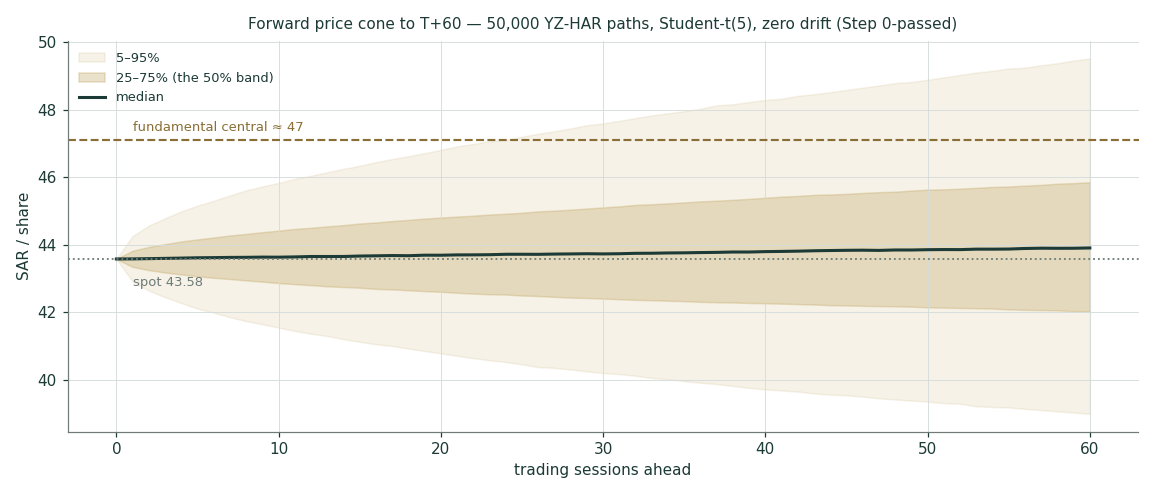 Forward price cone to T+60 — 50,000 YZ-HAR paths, Student-t(5), zero drift (Step 0-passed)
5–95%
25–75% (the 50% band)
median
fundamental central ≈ 47
spot 43.58
SAR / share
50
48
46
44
42
40
0
10
20
30
40
50
60
trading sessions ahead